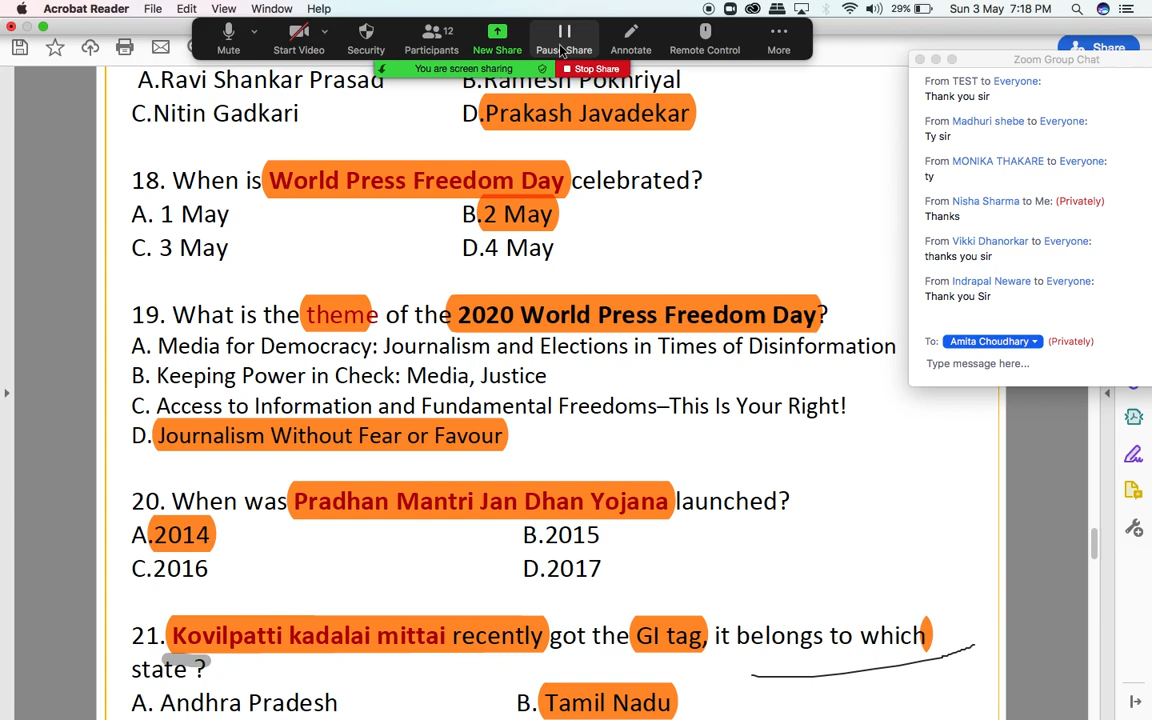 Acrobat Reader File Edit View Window Help 29% Sun 3 May 7:18 PM
Mute Start Video Security Participants 12 New Share Pause Share Annotate Remote Control More
Share
You are screen sharing Stop Share
Zoom Group Chat
From TEST to Everyone:
Thank you sir
From Madhuri shebe to Everyone:
Ty sir
From MONIKA THAKARE to Everyone:
ty
From Nisha Sharma to Me: (Privately)
Thanks
From Vikki Dhanorkar to Everyone:
thanks you sir
From Indrapal Neware to Everyone:
Thank you Sir
To: Amita Choudhary (Privately)
Type message here...
A.Ravi Shankar Prasad B.Ramesh Pokhriyal
C.Nitin Gadkari D.Prakash Javadekar
18. When is World Press Freedom Day celebrated?
A. 1 May B.2 May
C. 3 May D.4 May
19. What is the theme of the 2020 World Press Freedom Day?
A. Media for Democracy: Journalism and Elections in Times of Disinformation
B. Keeping Power in Check: Media, Justice
C. Access to Information and Fundamental Freedoms–This Is Your Right!
D. Journalism Without Fear or Favour
20. When was Pradhan Mantri Jan Dhan Yojana launched?
A.2014 B.2015
C.2016 D.2017
21. Kovilpatti kadalai mittai recently got the GI tag, it belongs to which
state ?
A. Andhra Pradesh B. Tamil Nadu